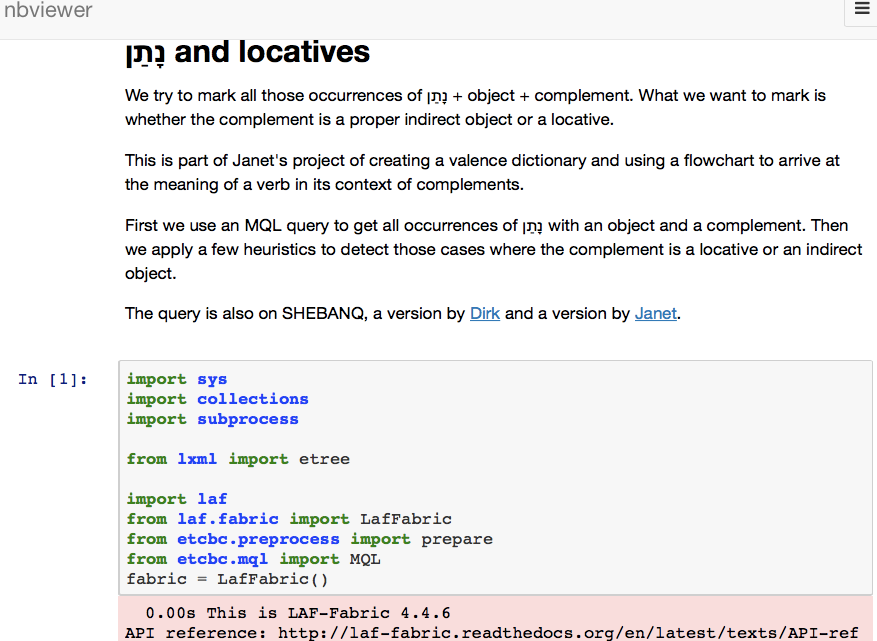 nbviewer
נָתַן and locatives
We try to mark all those occurrences of נָתַן + object + complement. What we want to mark is
whether the complement is a proper indirect object or a locative.
This is part of Janet's project of creating a valence dictionary and using a flowchart to arrive at
the meaning of a verb in its context of complements.
First we use an MQL query to get all occurrences of נָתַן with an object and a complement. Then
we apply a few heuristics to detect those cases where the complement is a locative or an indirect
object.
The query is also on SHEBANQ, a version by Dirk and a version by Janet.
In [1]:
import sys
import collections
import subprocess
from lxml import etree
import laf
from laf.fabric import LafFabric
from etcbc.preprocess import prepare
from etcbc.mql import MQL
fabric = LafFabric()
0.00s This is LAF-Fabric 4.4.6
API reference: http://laf-fabric.readthedocs.org/en/latest/texts/API-ref